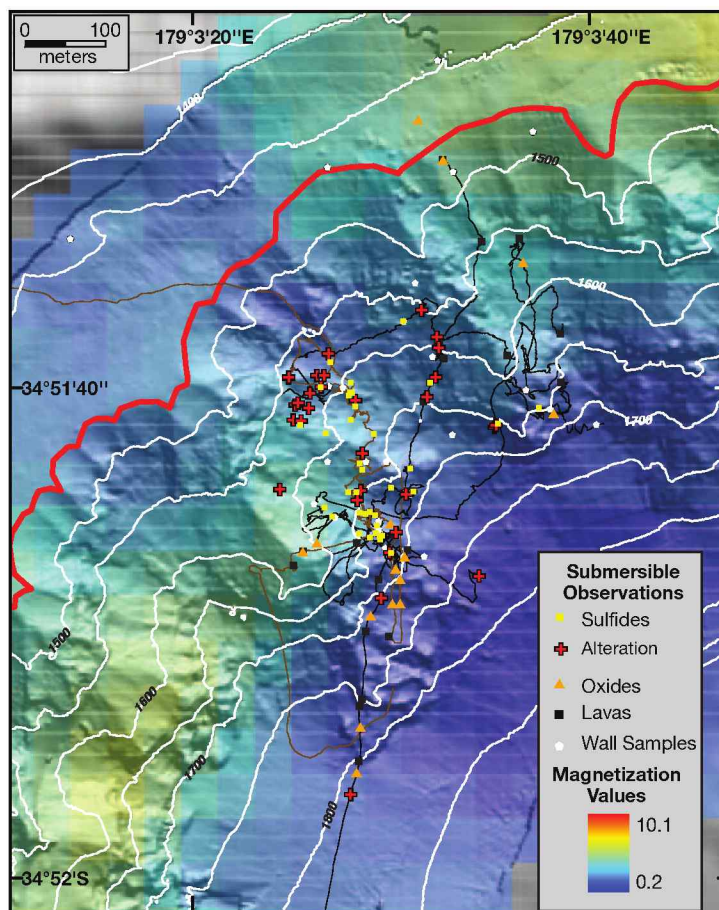 0 100
meters
179°3'20"E
179°3'40"E
1400
1500
1600
34°51'40"
1700
1500
1600
1700
1800
34°52'S
Submersible
Observations
Sulfides
Alteration
Oxides
Lavas
Wall Samples
Magnetization
Values
10.1
0.2